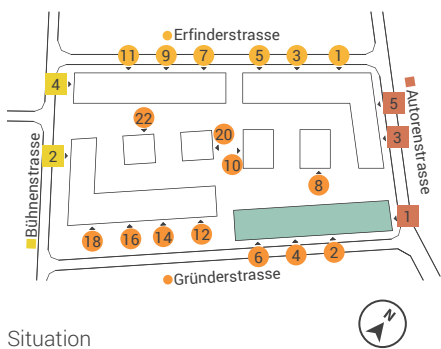 Erfinderstrasse
11 9 7 5 3 1
4
5
Autorenstrasse
22
20
3
10
2
8
Bühnenstrasse
1
18 16 14 12
6 4 2
Gründerstrasse
N
Situation